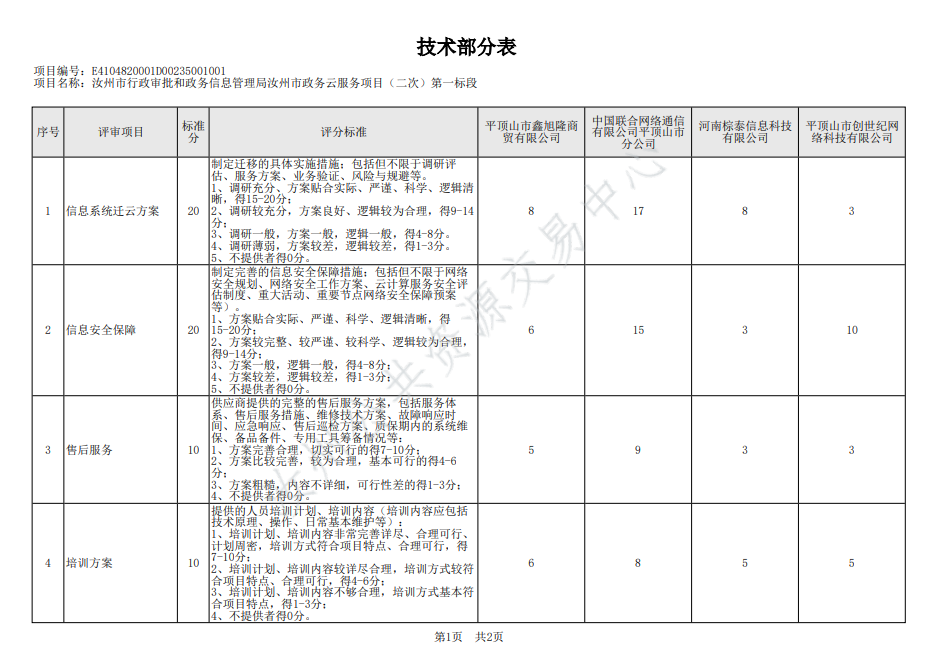 技术部分表
项目编号：E4104820001D00235001001
项目名称：汝州市行政审批和政务信息管理局汝州市政务云服务项目（二次）第一标段
序号
评审项目
标准
分
评分标准
平顶山市鑫旭隆商
贸有限公司
中国联合网络通信
有限公司平顶山市
分公司
河南棕泰信息科技
有限公司
平顶山市创世纪网
络科技有限公司
1
信息系统迁云方案
20
制定迁移的具体实施措施；包括但不限于调研评
估、服务方案、业务验证、风险与规避等。
1、调研充分、方案贴合实际、严谨、科学、逻辑清
晰，得15-20分；
2、调研较充分，方案良好、逻辑较为合理，得9-14
分；
3、调研一般，方案一般，逻辑一般，得4-8分。
4、调研薄弱，方案较差，逻辑较差，得1-3分。
5、不提供者得0分。
8
17
8
3
2
信息安全保障
20
制定完善的信息安全保障措施；包括但不限于网络
安全规划、网络安全工作方案、云计算服务安全评
估制度、重大活动、重要节点网络安全保障预案
等）。
1、方案贴合实际、严谨、科学、逻辑清晰，得
15-20分；
2、方案较完整、较严谨、较科学、逻辑较为合理，
得9-14分；
3、方案一般，逻辑一般，得4-8分；
4、方案较差，逻辑较差，得1-3分；
5、不提供者得0分。
6
15
3
10
3
售后服务
10
供应商提供的完整的售后服务方案，包括服务体
系、售后服务措施、维修技术方案、故障响应时
间、应急响应、售后巡检方案、质保期内的系统维
保、备品备件、专用工具筹备情况等：
1、方案完善合理，切实可行的得7-10分；
2、方案比较完善，较为合理，基本可行的得4-6
分；
3、方案粗糙，内容不详细，可行性差的得1-3分；
4、不提供者得0分。
5
9
3
3
4
培训方案
10
提供的人员培训计划、培训内容（培训内容应包括
技术原理、操作、日常基本维护等）：
1、培训计划、培训内容非常完善详尽、合理可行、
计划周密，培训方式符合项目特点、合理可行，得
7-10分；
2、培训计划、培训内容较详尽合理，培训方式较符
合项目特点、合理可行，得4-6分；
3、培训计划、培训内容不够合理，培训方式基本符
合项目特点，得1-3分；
4、不提供者得0分。
6
8
5
5
共资源交易中心
第1页 共2页